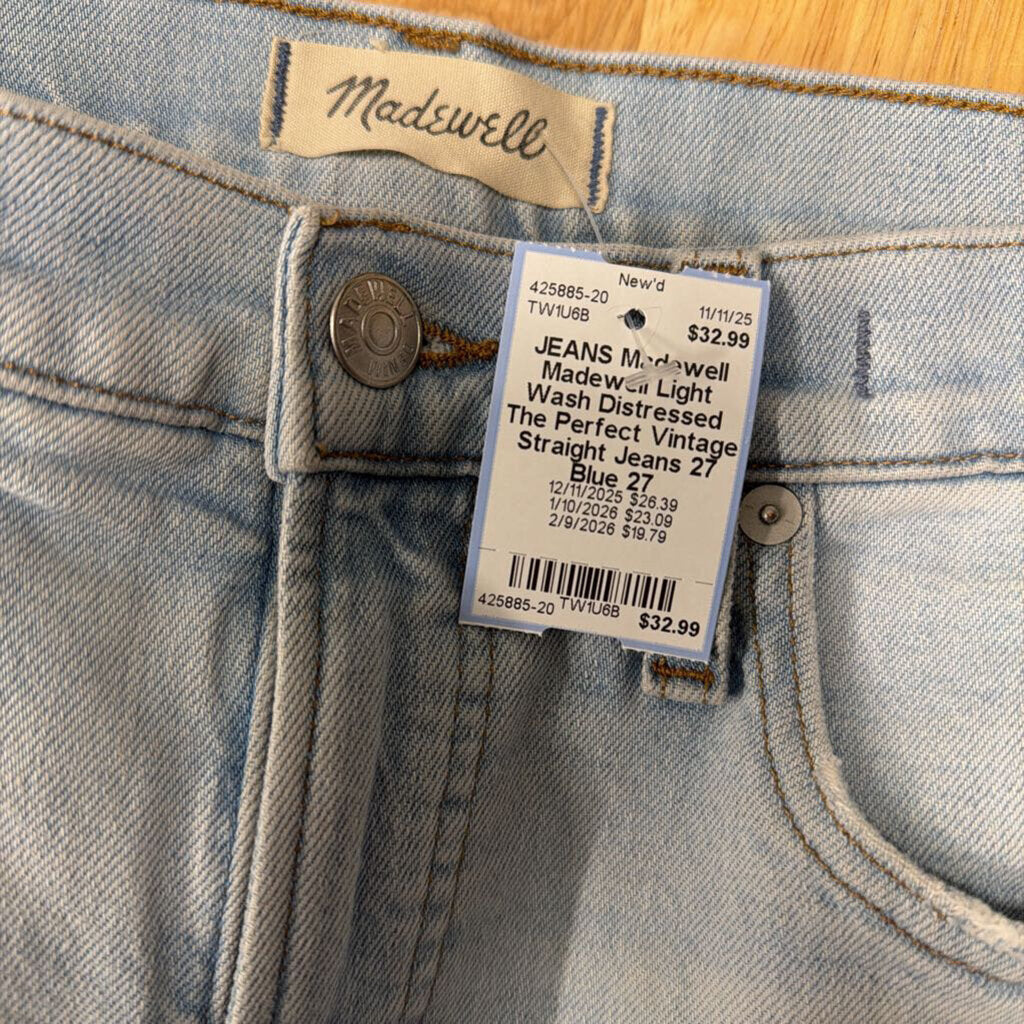 Madewell
MADEWELL
New'd
425885-20
11/11/25
TW1U6B
$32.99
JEANS Madewell
Madewell Light
Wash Distressed
The Perfect Vintage
Straight Jeans 27
Blue 27
12/11/2025 $26.39
1/10/2026 $23.09
2/9/2026 $19.79
425885-20 TW1U6B
$32.99